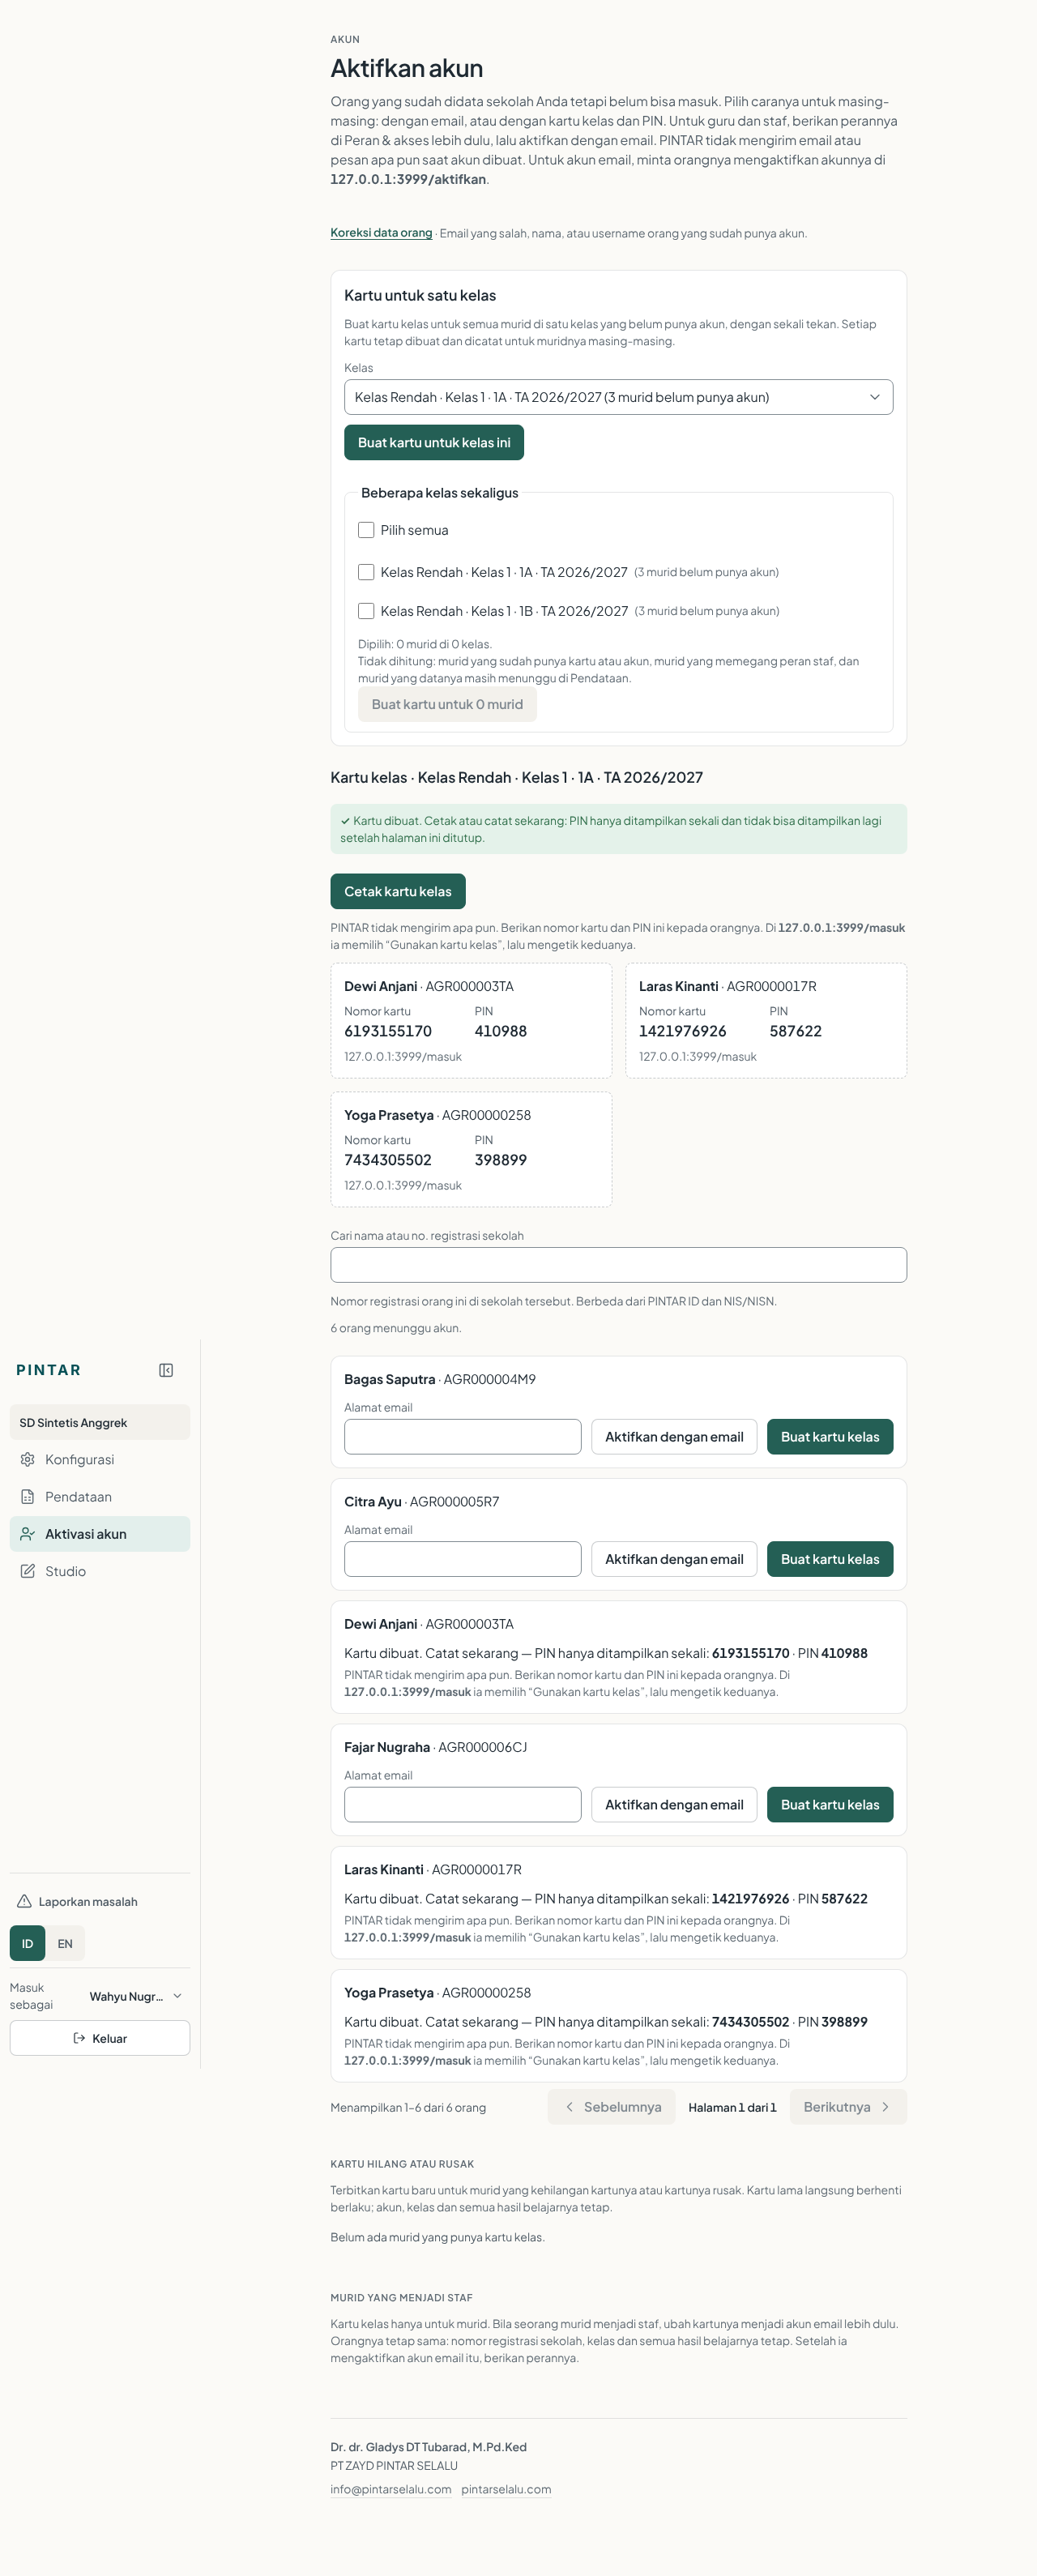 AKUN
Aktifkan akun
Orang yang sudah didata sekolah Anda tetapi belum bisa masuk. Pilih caranya untuk masing-
masing: dengan email, atau dengan kartu kelas dan PIN. Untuk guru dan staf, berikan perannya
di Peran & akses lebih dulu, lalu aktifkan dengan email. PINTAR tidak mengirim email atau
pesan apa pun saat akun dibuat. Untuk akun email, minta orangnya mengaktifkan akunnya di
127.0.0.1:3999/aktifkan.
Koreksi data orang · Email yang salah, nama, atau username orang yang sudah punya akun.
Kartu untuk satu kelas
Buat kartu kelas untuk semua murid di satu kelas yang belum punya akun, dengan sekali tekan. Setiap
kartu tetap dibuat dan dicatat untuk muridnya masing-masing.
Kelas
Kelas Rendah · Kelas 1 · 1A · TA 2026/2027 (3 murid belum punya akun)
Buat kartu untuk kelas ini
Beberapa kelas sekaligus
Pilih semua
Kelas Rendah · Kelas 1 · 1A · TA 2026/2027 (3 murid belum punya akun)
Kelas Rendah · Kelas 1 · 1B · TA 2026/2027 (3 murid belum punya akun)
Dipilih: 0 murid di 0 kelas.
Tidak dihitung: murid yang sudah punya kartu atau akun, murid yang memegang peran staf, dan
murid yang datanya masih menunggu di Pendataan.
Buat kartu untuk 0 murid
Kartu kelas · Kelas Rendah · Kelas 1 · 1A · TA 2026/2027
✓ Kartu dibuat. Cetak atau catat sekarang: PIN hanya ditampilkan sekali dan tidak bisa ditampilkan lagi
setelah halaman ini ditutup.
Cetak kartu kelas
PINTAR tidak mengirim apa pun. Berikan nomor kartu dan PIN ini kepada orangnya. Di 127.0.0.1:3999/masuk
ia memilih “Gunakan kartu kelas”, lalu mengetik keduanya.
Dewi Anjani · AGR000003TA
Nomor kartu PIN
6193155170 410988
127.0.0.1:3999/masuk
Laras Kinanti · AGR0000017R
Nomor kartu PIN
1421976926 587622
127.0.0.1:3999/masuk
Yoga Prasetya · AGR00000258
Nomor kartu PIN
7434305502 398899
127.0.0.1:3999/masuk
Cari nama atau no. registrasi sekolah
Nomor registrasi orang ini di sekolah tersebut. Berbeda dari PINTAR ID dan NIS/NISN.
6 orang menunggu akun.
PINTAR
SD Sintetis Anggrek
Konfigurasi
Pendataan
Aktivasi akun
Studio
Laporkan masalah
ID EN
Masuk
sebagai
Wahyu Nugr...
Keluar
Bagas Saputra · AGR000004M9
Alamat email
Aktifkan dengan email
Buat kartu kelas
Citra Ayu · AGR000005R7
Alamat email
Aktifkan dengan email
Buat kartu kelas
Dewi Anjani · AGR000003TA
Kartu dibuat. Catat sekarang — PIN hanya ditampilkan sekali: 6193155170 · PIN 410988
PINTAR tidak mengirim apa pun. Berikan nomor kartu dan PIN ini kepada orangnya. Di
127.0.0.1:3999/masuk ia memilih “Gunakan kartu kelas”, lalu mengetik keduanya.
Fajar Nugraha · AGR000006CJ
Alamat email
Aktifkan dengan email
Buat kartu kelas
Laras Kinanti · AGR0000017R
Kartu dibuat. Catat sekarang — PIN hanya ditampilkan sekali: 1421976926 · PIN 587622
PINTAR tidak mengirim apa pun. Berikan nomor kartu dan PIN ini kepada orangnya. Di
127.0.0.1:3999/masuk ia memilih “Gunakan kartu kelas”, lalu mengetik keduanya.
Yoga Prasetya · AGR00000258
Kartu dibuat. Catat sekarang — PIN hanya ditampilkan sekali: 7434305502 · PIN 398899
PINTAR tidak mengirim apa pun. Berikan nomor kartu dan PIN ini kepada orangnya. Di
127.0.0.1:3999/masuk ia memilih “Gunakan kartu kelas”, lalu mengetik keduanya.
Menampilkan 1–6 dari 6 orang
Sebelumnya
Halaman 1 dari 1
Berikutnya
KARTU HILANG ATAU RUSAK
Terbitkan kartu baru untuk murid yang kehilangan kartunya atau kartunya rusak. Kartu lama langsung berhenti
berlaku; akun, kelas dan semua hasil belajarnya tetap.
Belum ada murid yang punya kartu kelas.
MURID YANG MENJADI STAF
Kartu kelas hanya untuk murid. Bila seorang murid menjadi staf, ubah kartunya menjadi akun email lebih dulu.
Orangnya tetap sama: nomor registrasi sekolah, kelas dan semua hasil belajarnya tetap. Setelah ia
mengaktifkan akun email itu, berikan perannya.
Dr. dr. Gladys DT Tubarad, M.Pd.Ked
PT ZAYD PINTAR SELALU
info@pintarselalu.com pintarselalu.com